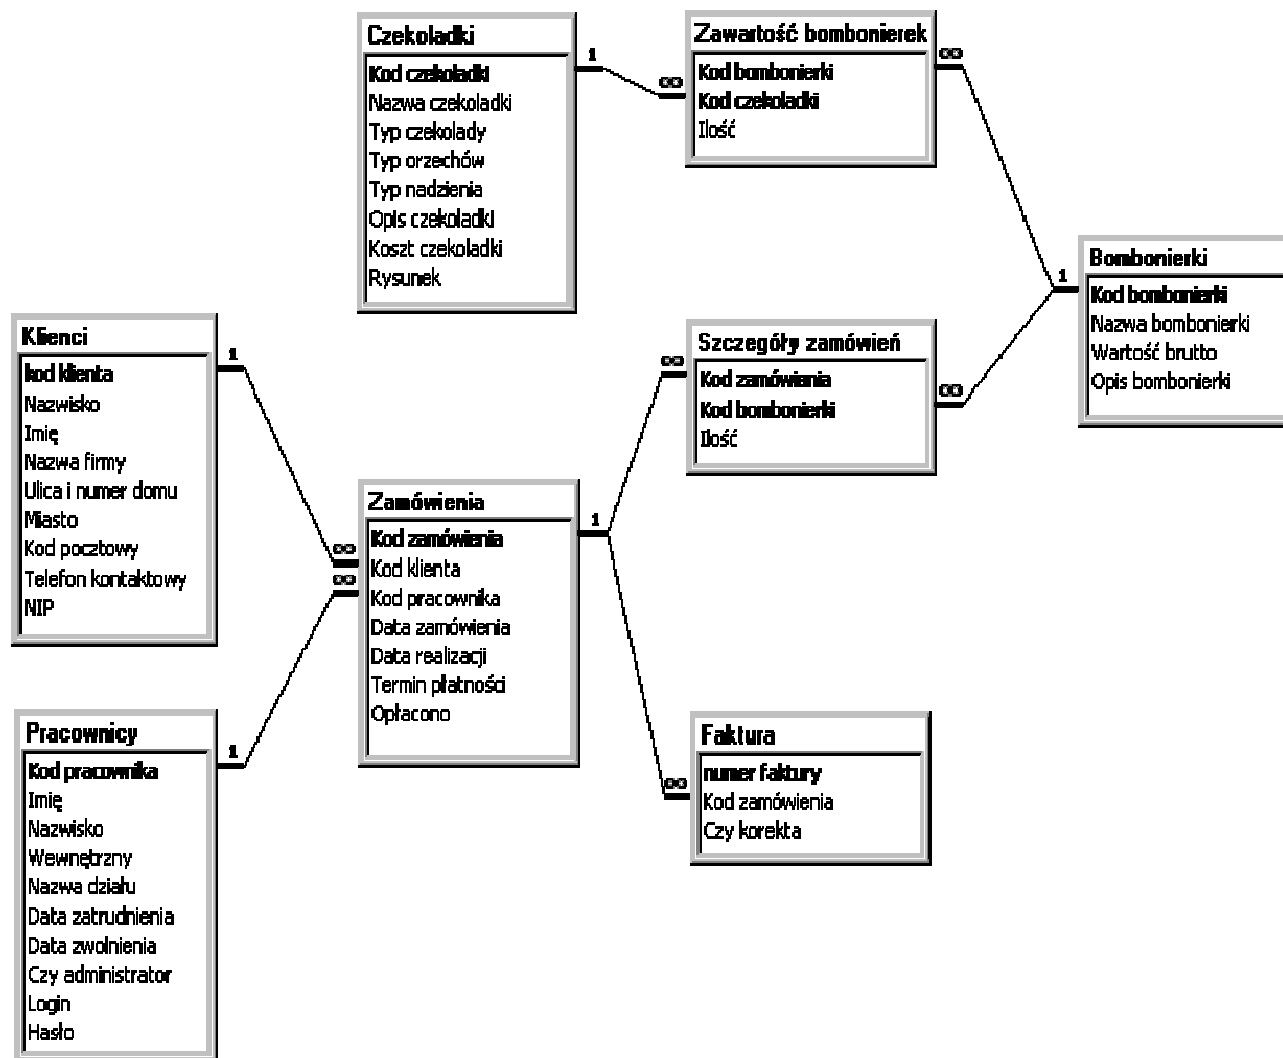 Czekoladki
Kod czekoladki
Nazwa czekoladki
Typ czekolady
Typ orzechów
Typ nadzienia
Opis czekoladki
Koszt czekoladki
Rysunek
1
∞
Zawartość bombonierek
Kod bombonierki
Kod czekoladki
Ilość
∞
1
Bombonierki
Kod bombonierki
Nazwa bombonierki
Wartość brutto
Opis bombonierki
Klienci
kod klienta
Nazwisko
Imię
Nazwa firmy
Ulica i numer domu
Miasto
Kod pocztowy
Telefon kontaktowy
NIP
1
∞
∞
Szczegóły zamówień
Kod zamówienia
Kod bombonierki
Ilość
∞
∞
Zamówienia
Kod zamówienia
Kod klienta
Kod pracownika
Data zamówienia
Data realizacji
Termin płatności
Opłacono
1
Pracownicy
Kod pracownika
Imię
Nazwisko
Wewnętrzny
Nazwa działu
Data zatrudnienia
Data zwolnienia
Czy administrator
Login
Hasło
1
∞
Faktura
numer faktury
Kod zamówienia
Czy korekta